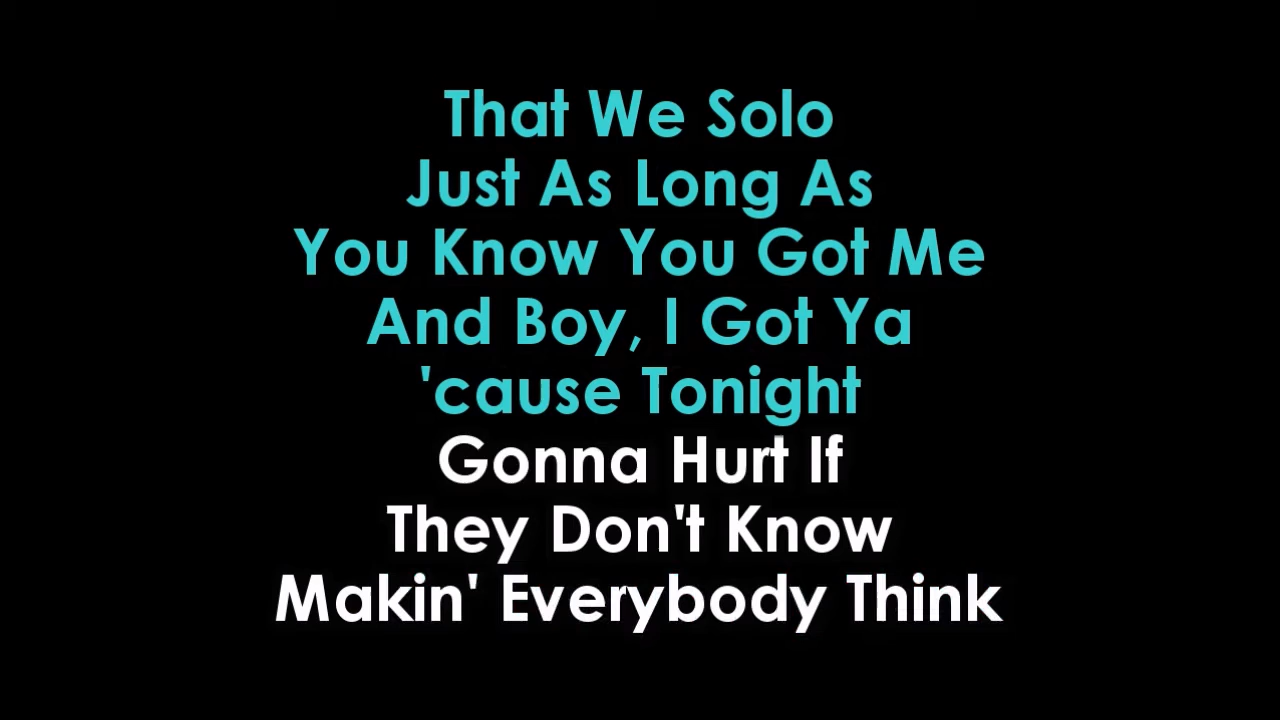 That We Solo
Just As Long As
You Know You Got Me
And Boy, I Got Ya
'cause Tonight
Gonna Hurt If
They Don't Know
Makin' Everybody Think